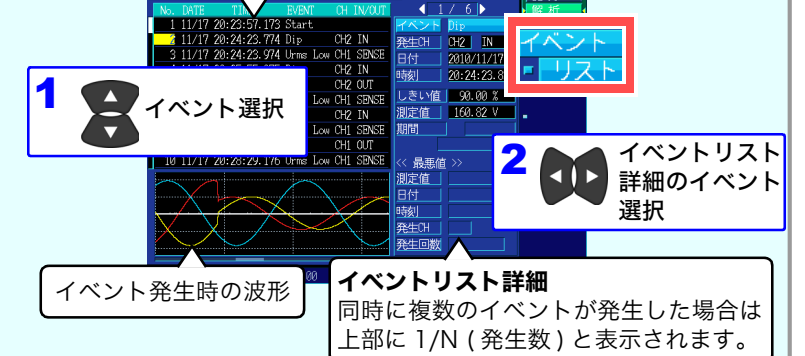 No. DATE TIME EVENT CH IN/OUT
1 11/17 20:23:57.173 Start
2 11/17 20:24:23.774 Dip CH2 IN
3 11/17 20:24:23.974 Urms Low CH1 SENSE
CH2 IN
CH2 OUT
Low CH1 SENSE
CH2 IN
Low CH1 SENSE
CH1 OUT
10 11/17 20:28:29.176 Urms Low CH1 SENSE
1 / 6
イベント Dip
発生CH CH2 IN
日付 2010/11/17
時刻 20:24:23.8
しきい値 90.00 %
測定値 160.82 V
期間
<< 最悪値 >>
測定値
日付
時刻
発生CH
発生回数
解析
イベント
リスト
1
イベント選択
2
イベントリスト
詳細のイベント
選択
イベント発生時の波形
00
イベントリスト詳細
同時に複数のイベントが発生した場合は
上部に 1/N ( 発生数 ) と表示されます。